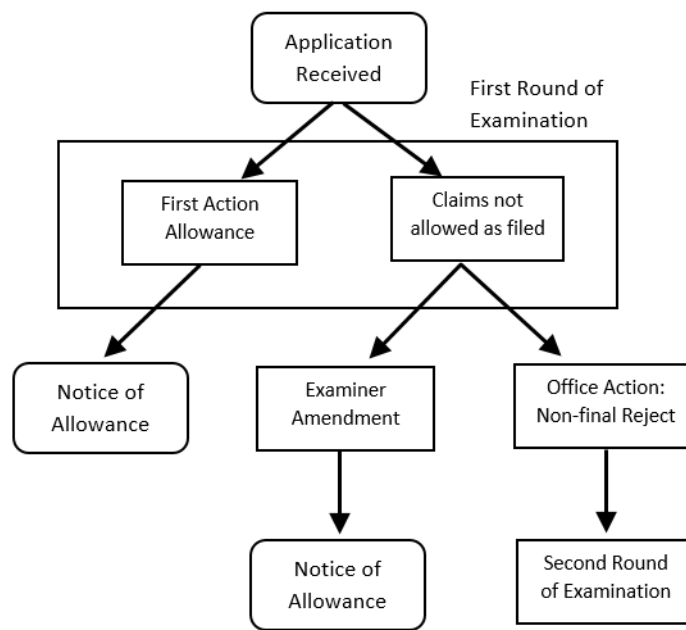 Application
Received
First Round of
Examination
First Action
Allowance
Claims not
allowed as filed
Notice of
Allowance
Examiner
Amendment
Office Action:
Non-final Reject
Notice of
Allowance
Second Round
of Examination